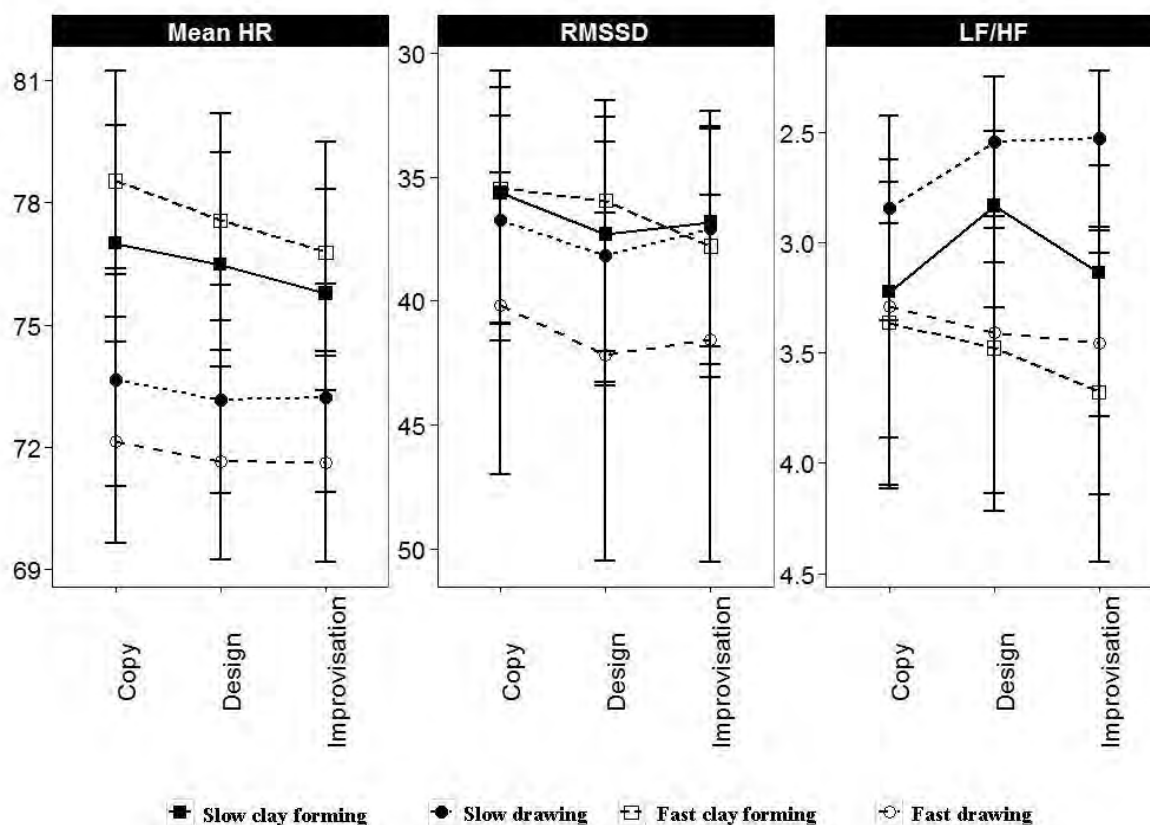 Mean HR
RMSSD
LF/HF
81
78
75
72
69
30
35
40
45
50
2.5
3.0
3.5
4.0
4.5
Copy
Design
Improvisation
Copy
Design
Improvisation
Copy
Design
Improvisation
Slow clay forming
Slow drawing
Fast clay forming
Fast drawing